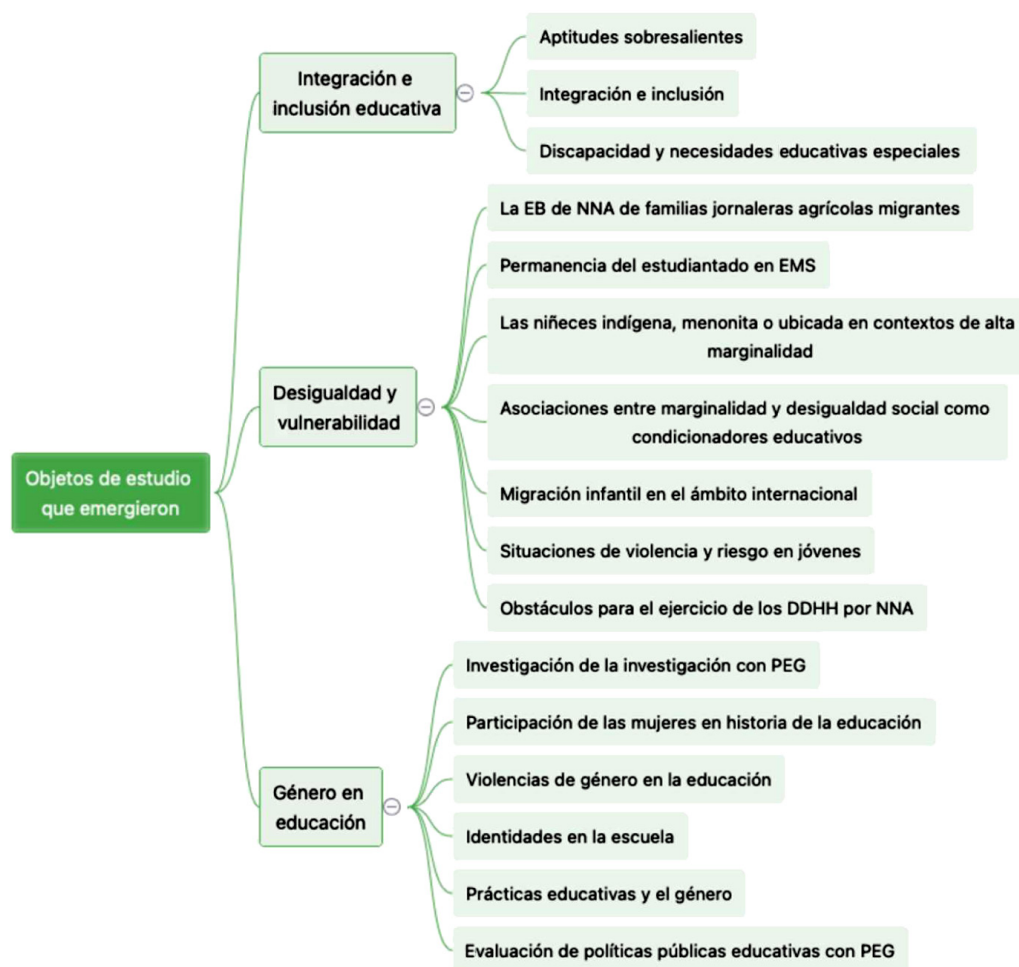 Objetos de estudio
que emergieron
Integración e
inclusión educativa
Aptitudes sobresalientes
Integración e inclusión
Discapacidad y necesidades educativas especiales
Desigualdad y
vulnerabilidad
La EB de NNA de familias jornaleras agrícolas migrantes
Permanencia del estudiantado en EMS
Las niñeces indígena, menonita o ubicada en contextos de alta
marginalidad
Asociaciones entre marginalidad y desigualdad social como
condicionadores educativos
Migración infantil en el ámbito internacional
Situaciones de violencia y riesgo en jóvenes
Obstáculos para el ejercicio de los DDHH por NNA
Género en
educación
Investigación de la investigación con PEG
Participación de las mujeres en historia de la educación
Violencias de género en la educación
Identidades en la escuela
Prácticas educativas y el género
Evaluación de políticas públicas educativas con PEG